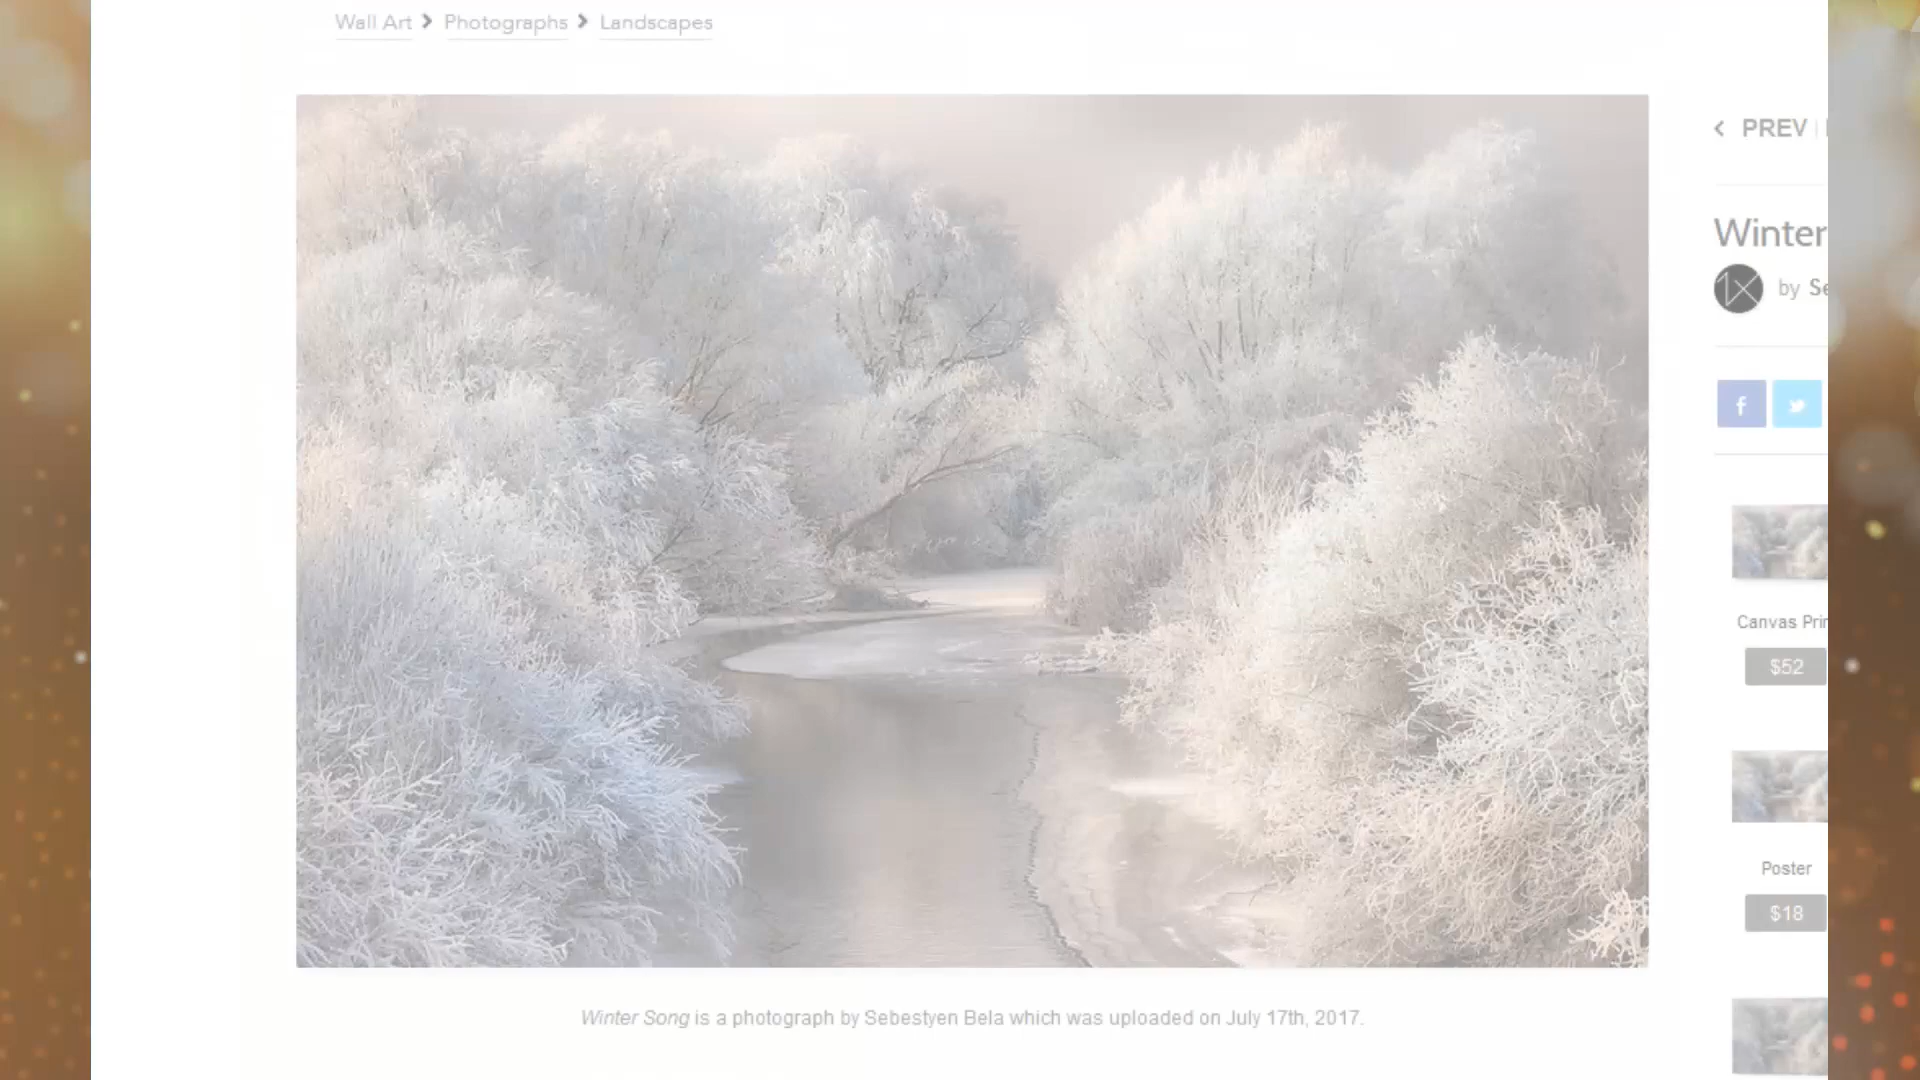 Wall Art > Photographs > Landscapes
PREV
Winter
by
f
Canvas
$52
Poster
$18
Winter Song is a photograph by Sebestyen Bela which was uploaded on July 17th, 2017.